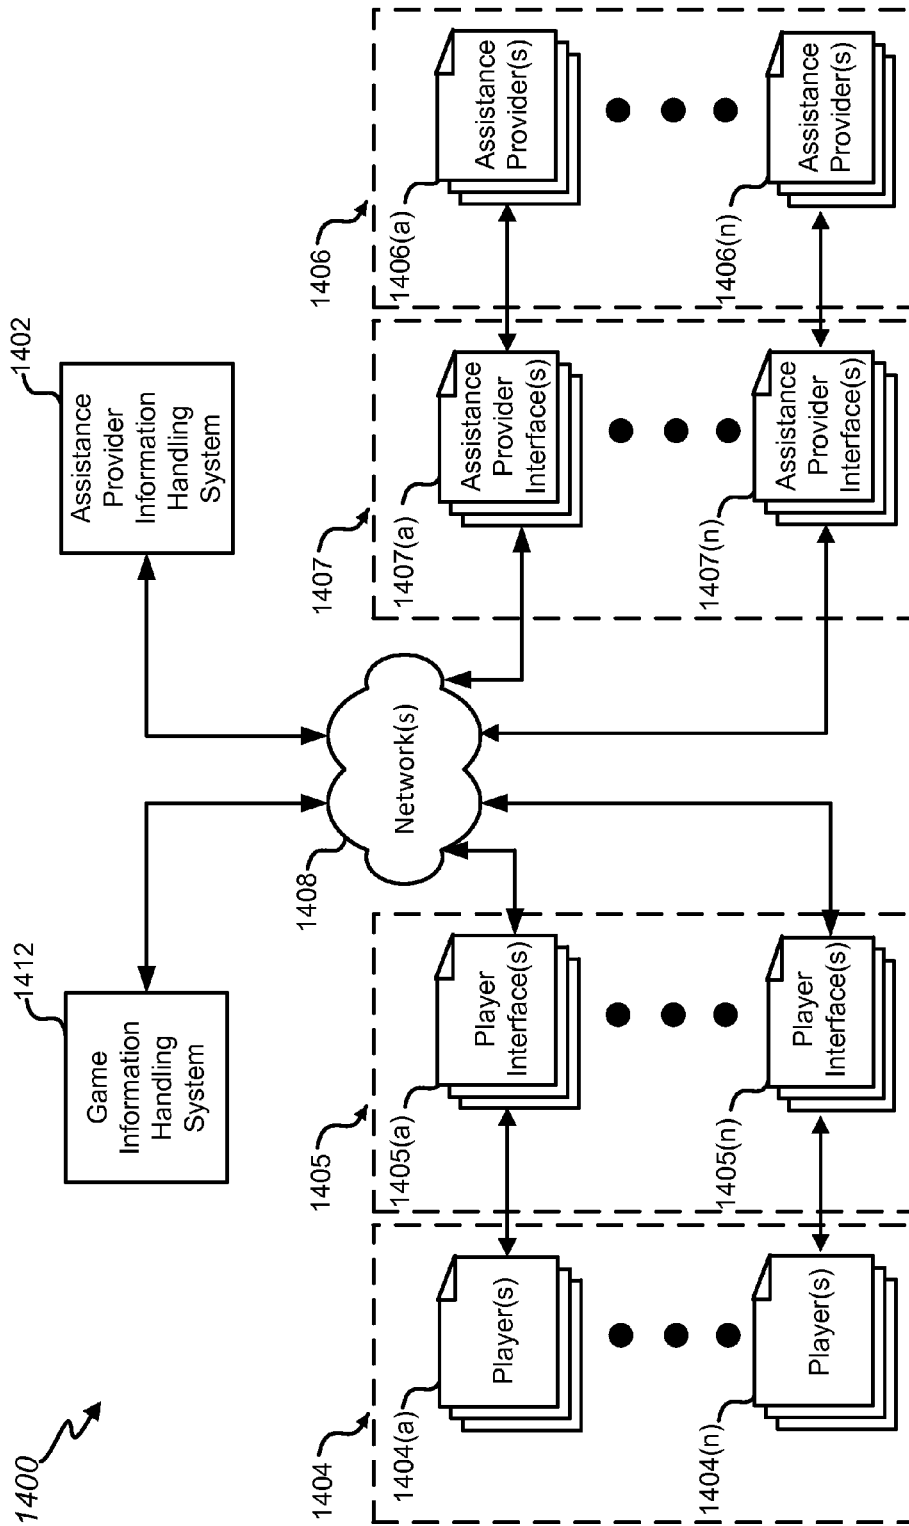 1400
1412
Game
Information
Handling
System
1402
Assistance
Provider
Information
Handling
System
1408
Network(s)
1404
1405
1407
1406
1404(a)
Player(s)
1405(a)
Player
Interface(s)
1407(a)
Assistance
Provider
Interface(s)
1406(a)
Assistance
Provider(s)
1404(n)
Player(s)
1405(n)
Player
Interface(s)
1407(n)
Assistance
Provider
Interface(s)
1406(n)
Assistance
Provider(s)